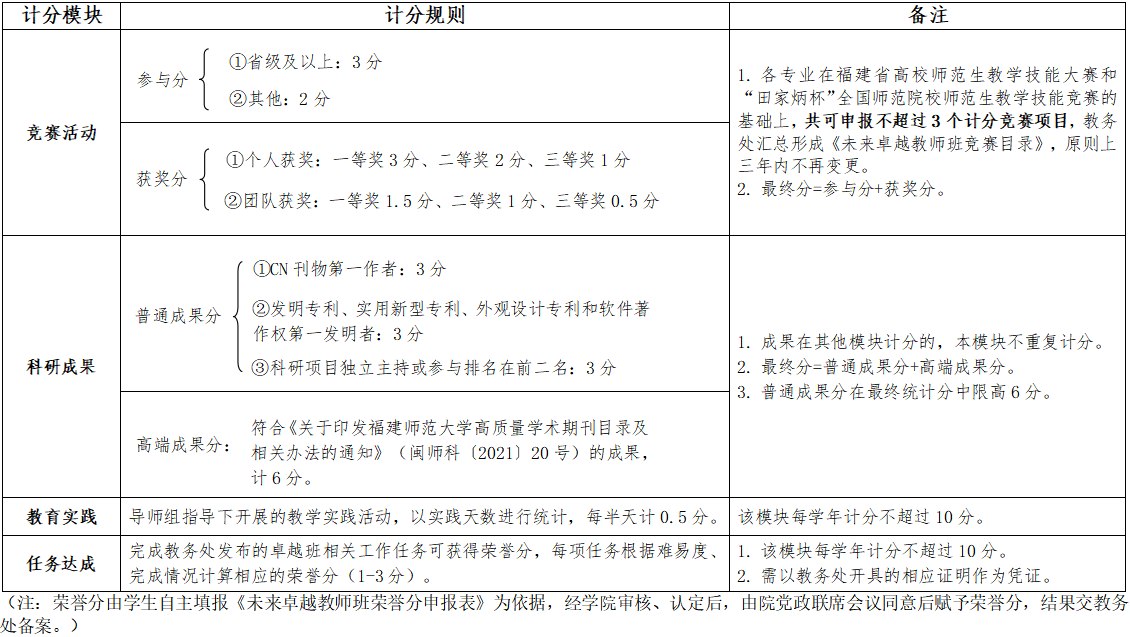 计分模块 计分规则 备注
竞赛活动
参与分
①省级及以上：3 分
②其他：2 分
获奖分
①个人获奖：一等奖 3 分、二等奖 2 分、三等奖 1 分
②团队获奖：一等奖 1.5 分、二等奖 1 分、三等奖 0.5 分
1. 各专业在福建省高校师范生教学技能大赛和
“田家炳杯”全国师范院校师范生教学技能竞赛的
基础上，共可申报不超过 3 个计分竞赛项目，教务
处汇总形成《未来卓越教师班竞赛目录》，原则上
三年内不再变更。
2. 最终分=参与分+获奖分。
科研成果
普通成果分
①CN 刊物第一作者：3 分
②发明专利、实用新型专利、外观设计专利和软件著
作权第一发明者：3 分
③科研项目独立主持或参与排名在前二名：3 分
高端成果分：
符合《关于印发福建师范大学高质量学术期刊目录及
相关办法的通知》（闽师科〔2021〕20 号）的成果，
计 6 分。
1. 成果在其他模块计分的，本模块不重复计分。
2. 最终分=普通成果分+高端成果分。
3. 普通成果分在最终统计分中限高 6 分。
教育实践
导师组指导下开展的教学实践活动，以实践天数进行统计，每半天计 0.5 分。
该模块每学年计分不超过 10 分。
任务达成
完成教务处发布的卓越班相关工作任务可获得荣誉分，每项任务根据难易度、
完成情况计算相应的荣誉分（1-3 分）。
1. 该模块每学年计分不超过 10 分。
2. 需以教务处开具的相应证明作为凭证。
（注：荣誉分由学生自主填报《未来卓越教师班荣誉分申报表》为依据，经学院审核、认定后，由院党政联席会议同意后赋予荣誉分，结果交教务
处备案。）